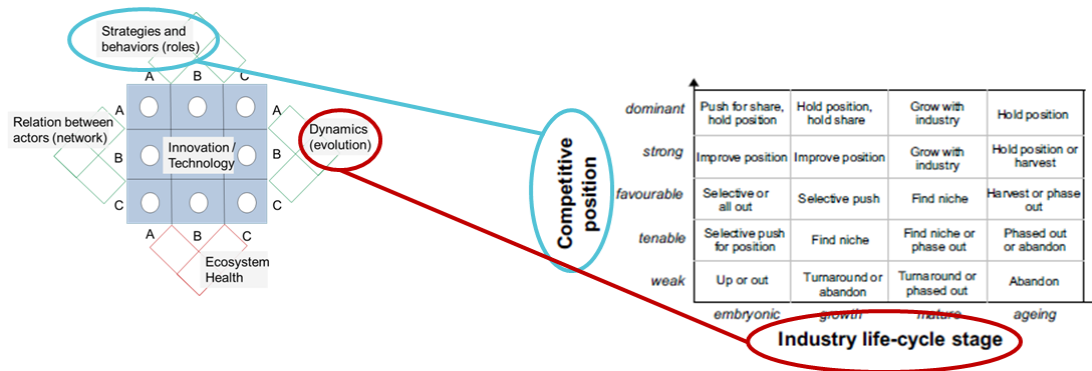 Strategies and
behaviors (roles)
A B C
A A
B B
C C
A B C
Relation between
actors (network)
Innovation /
Technology
Dynamics
(evolution)
Ecosystem
Health
Competitive
position
dominant
Push for share,
hold position
Hold position,
hold share
Grow with
industry
Hold position
strong
Improve position
Improve position
Grow with
industry
Hold position or
harvest
favourable
Selective or
all out
Selective push
Find niche
Harvest or phase
out
tenable
Selective push
for position
Find niche
Find niche or
phase out
Phased out
or abandon
weak
Up or out
Turnaround or
abandon
Turnaround or
phased out
Abandon
embryonic growth mature ageing
Industry life-cycle stage